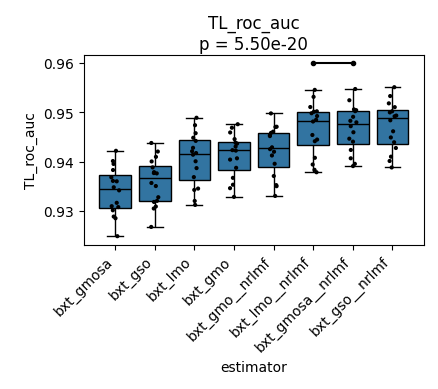 TL_roc_auc
p = 5.50e-20
0.96
0.95
0.94
0.93
TL_roc_auc
bxt_gmosa
bxt_gso
bxt_lmo
bxt_gmo
bxt_gmo__nrlmf
bxt_lmo__nrlmf
bxt_gmosa__nrlmf
bxt_gso__nrlmf
estimator